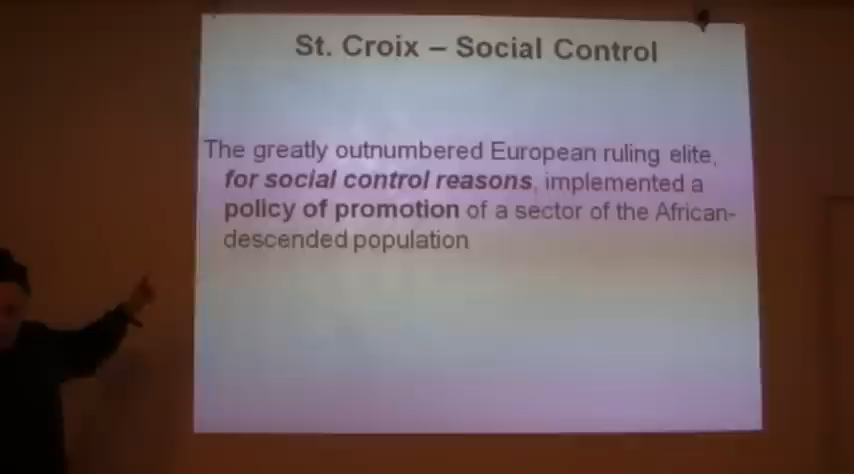 St. Croix – Social Control
The greatly outnumbered European ruling elite,
for social control reasons, implemented a
policy of promotion of a sector of the African-
descended population